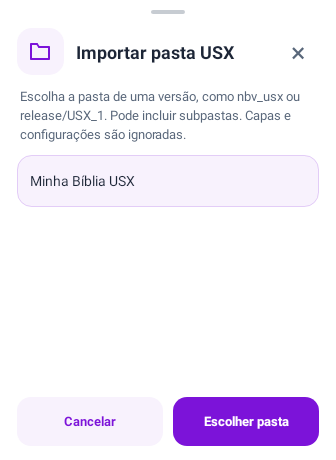 Importar pasta USX
Escolha a pasta de uma versão, como nbv_usx ou
release/USX_1. Pode incluir subpastas. Capas e
configurações são ignoradas.
Minha Bíblia USX
Cancelar
Escolher pasta